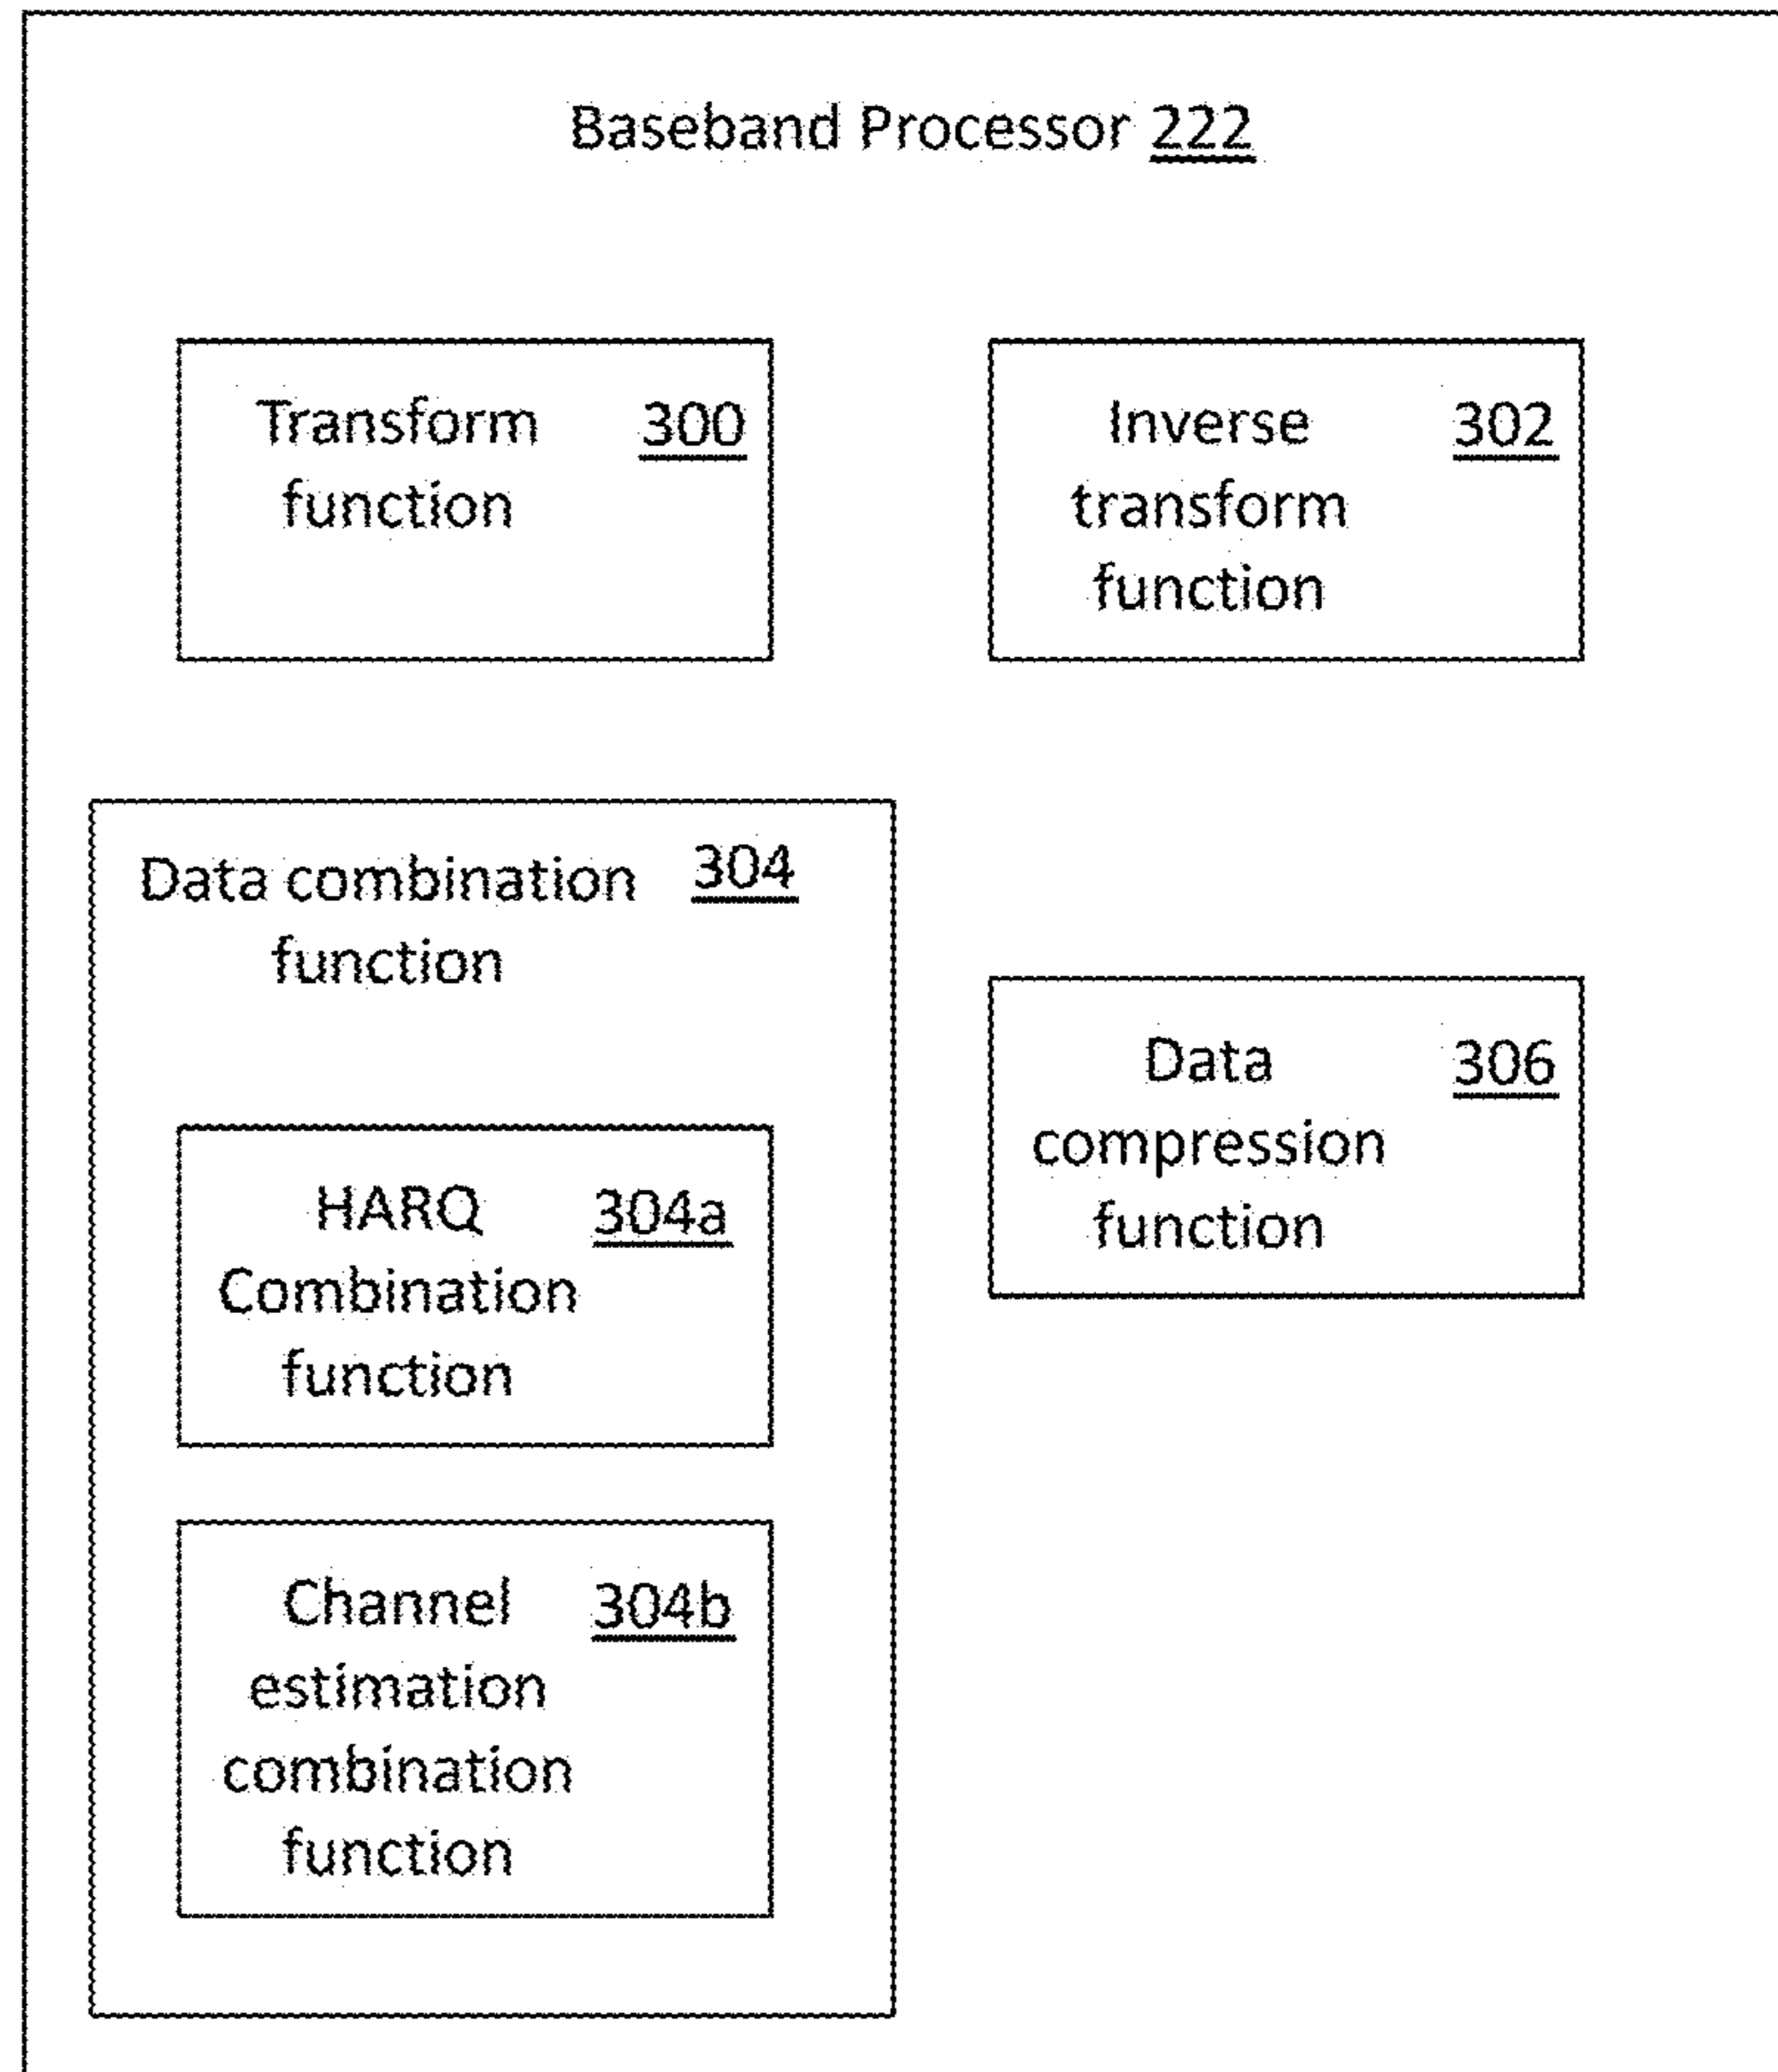 Baseband Processor 222
Transform 300
function
Inverse 302
transform
function
Data combination 304
function
HARQ 304a
Combination
function
Channel 304b
estimation
combination
function
Data 306
compression
function